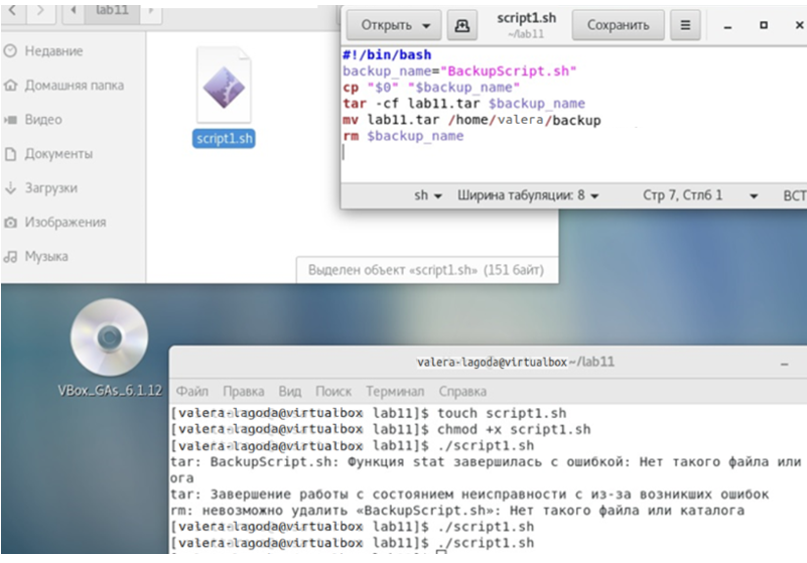 lab11
Недавние
Домашняя папка
Видео
Документы
Загрузки
Изображения
Музыка
script1.sh
Выделен объект «script1.sh» (151 байт)
Открыть
script1.sh
~/lab11
Сохранить
#!/bin/bash
backup_name="BackupScript.sh"
cp "$0" "$backup_name"
tar -cf lab11.tar $backup_name
mv lab11.tar /home/valera/backup
rm $backup_name
sh Ширина табуляции: 8 Стр 7, Стлб 1 ВСТ
VBox_GAs_6.1.12
valera-lagoda@virtualbox:~/lab11
Файл Правка Вид Поиск Терминал Справка
[valera-lagoda@virtualbox lab11]$ touch script1.sh
[valera-lagoda@virtualbox lab11]$ chmod +x script1.sh
[valera-lagoda@virtualbox lab11]$ ./script1.sh
tar: BackupScript.sh: Функция stat завершилась с ошибкой: Нет такого файла или
ога
tar: Завершение работы с состоянием неисправности с из-за возникших ошибок
rm: невозможно удалить «BackupScript.sh»: Нет такого файла или каталога
[valera-lagoda@virtualbox lab11]$ ./script1.sh
[valera-lagoda@virtualbox lab11]$ ./script1.sh